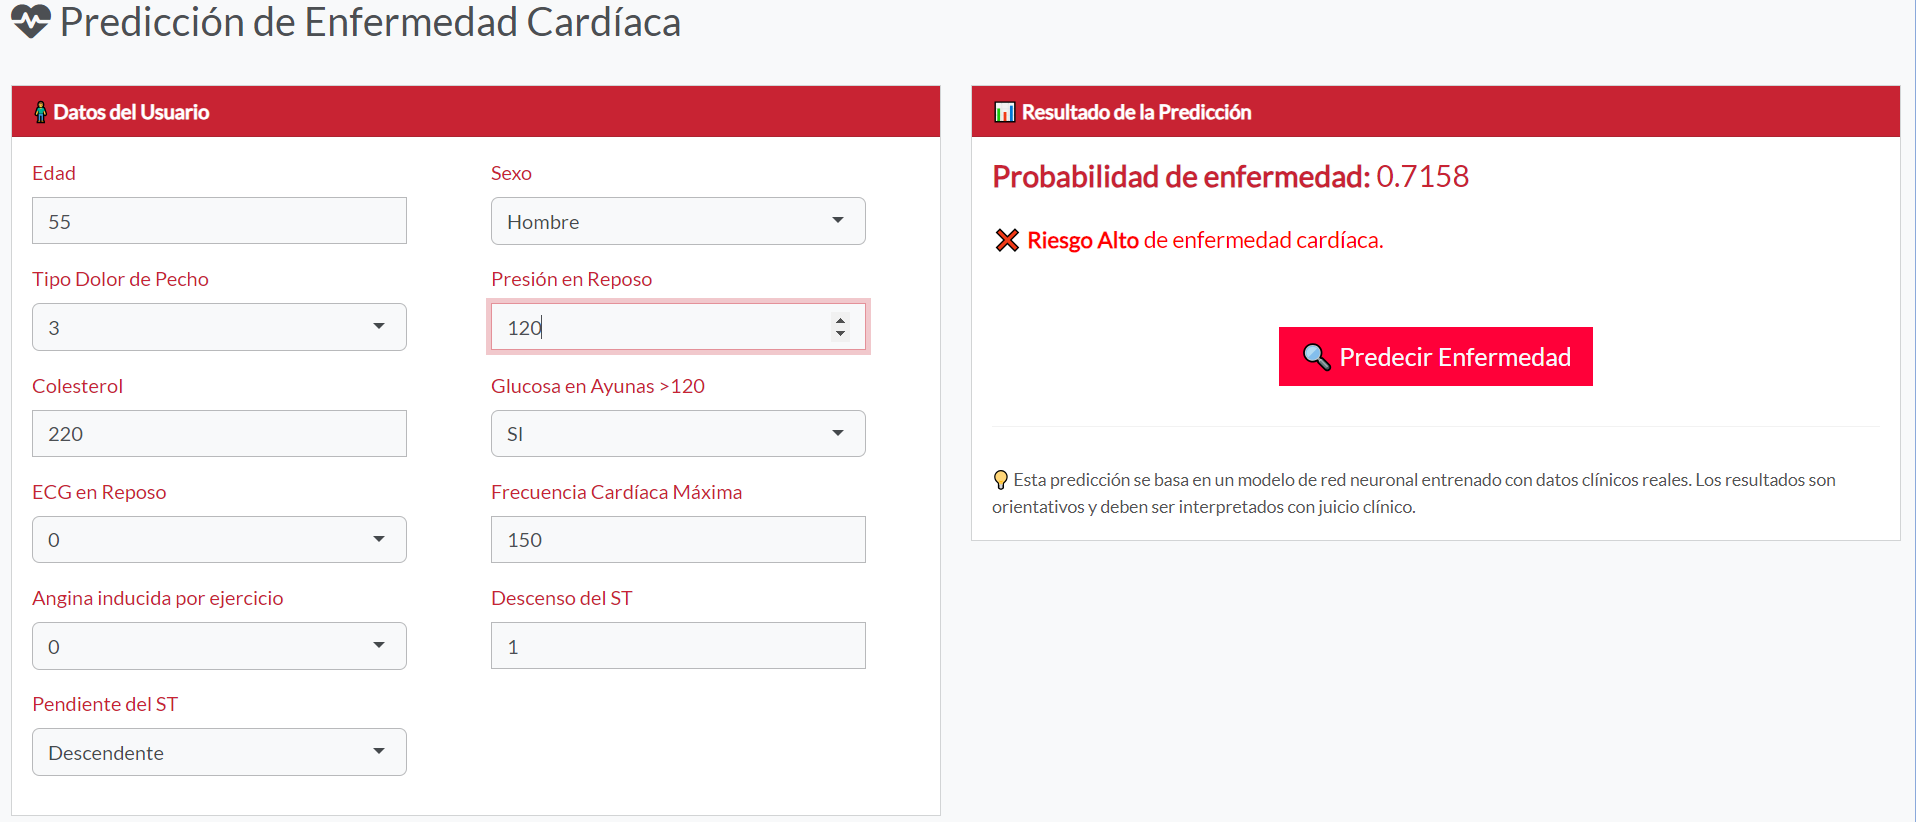 Predicción de Enfermedad Cardíaca
Datos del Usuario
Edad
55
Sexo
Hombre
Tipo Dolor de Pecho
3
Presión en Reposo
120
Colesterol
220
Glucosa en Ayunas >120
SI
ECG en Reposo
0
Frecuencia Cardíaca Máxima
150
Angina inducida por ejercicio
0
Descenso del ST
1
Pendiente del ST
Descendente
Resultado de la Predicción
Probabilidad de enfermedad: 0.7158
Riesgo Alto de enfermedad cardíaca.
Predecir Enfermedad
Esta predicción se basa en un modelo de red neuronal entrenado con datos clínicos reales. Los resultados son
orientativos y deben ser interpretados con juicio clínico.